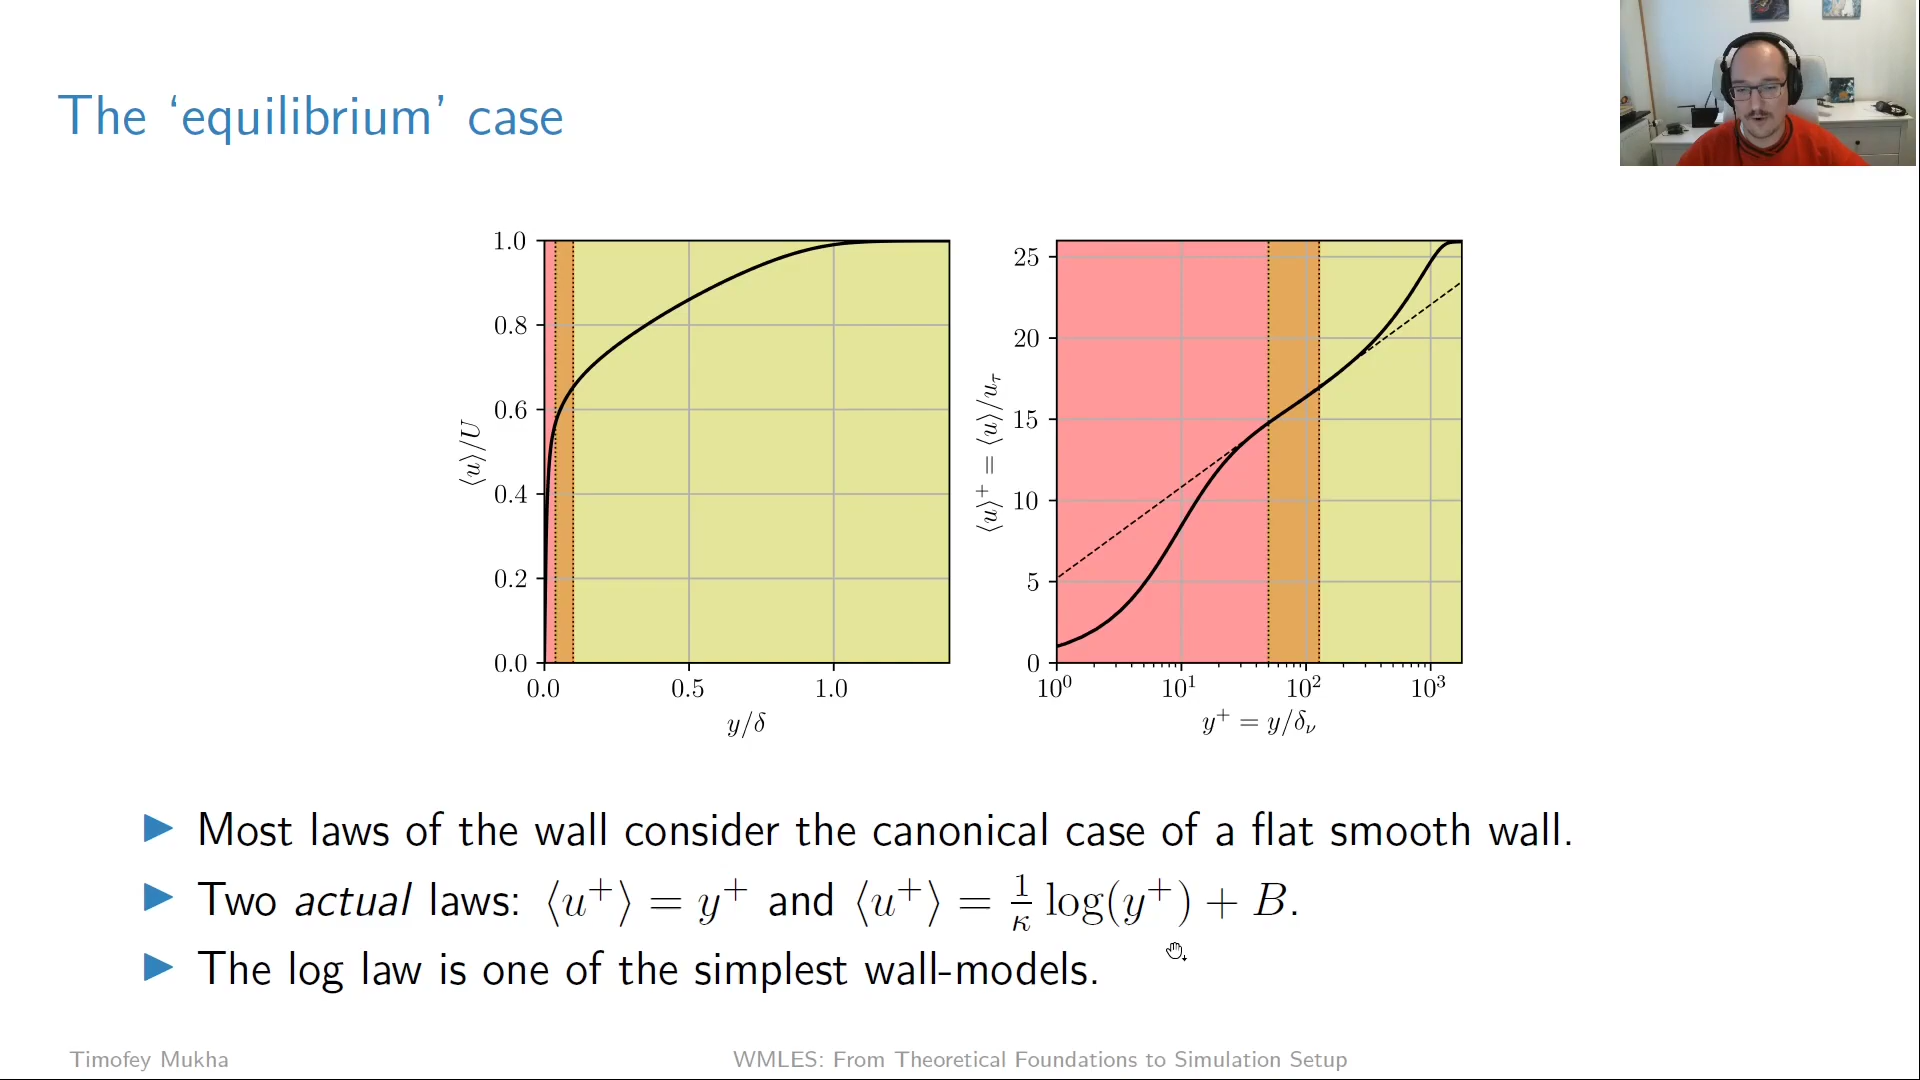 The ‘equilibrium’ case
1.0
0.8
0.6
0.4
0.2
0.0
⟨u⟩/U
0.0 0.5 1.0
y/δ
25
20
15
10
5
0
⟨u⟩⁺ = ⟨u⟩/u_τ
10⁰ 10¹ 10² 10³
y⁺ = y/δ_ν
Most laws of the wall consider the canonical case of a flat smooth wall.
Two actual laws: ⟨u⁺⟩ = y⁺ and ⟨u⁺⟩ = 1/κ log(y⁺) + B.
The log law is one of the simplest wall-models.
Timofey Mukha WMLES: From Theoretical Foundations to Simulation Setup